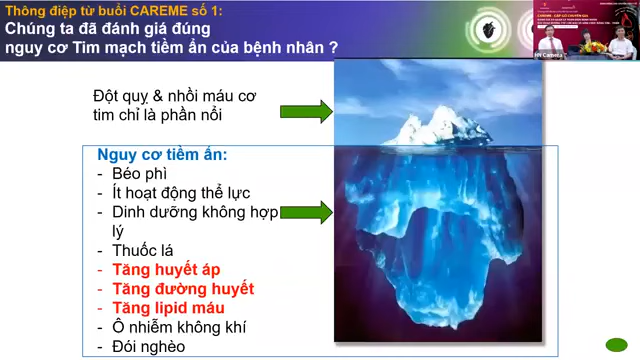 Thông điệp từ buổi CAREME số 1:
Chúng ta đã đánh giá đúng
nguy cơ Tim mạch tiềm ẩn của bệnh nhân ?
HN Camera
Đột quỵ & nhồi máu cơ
tim chỉ là phần nổi
Nguy cơ tiềm ẩn:
- Béo phì
- Ít hoạt động thể lực
- Dinh dưỡng không hợp
lý
- Thuốc lá
- Tăng huyết áp
- Tăng đường huyết
- Tăng lipid máu
- Ô nhiễm không khí
- Đói nghèo